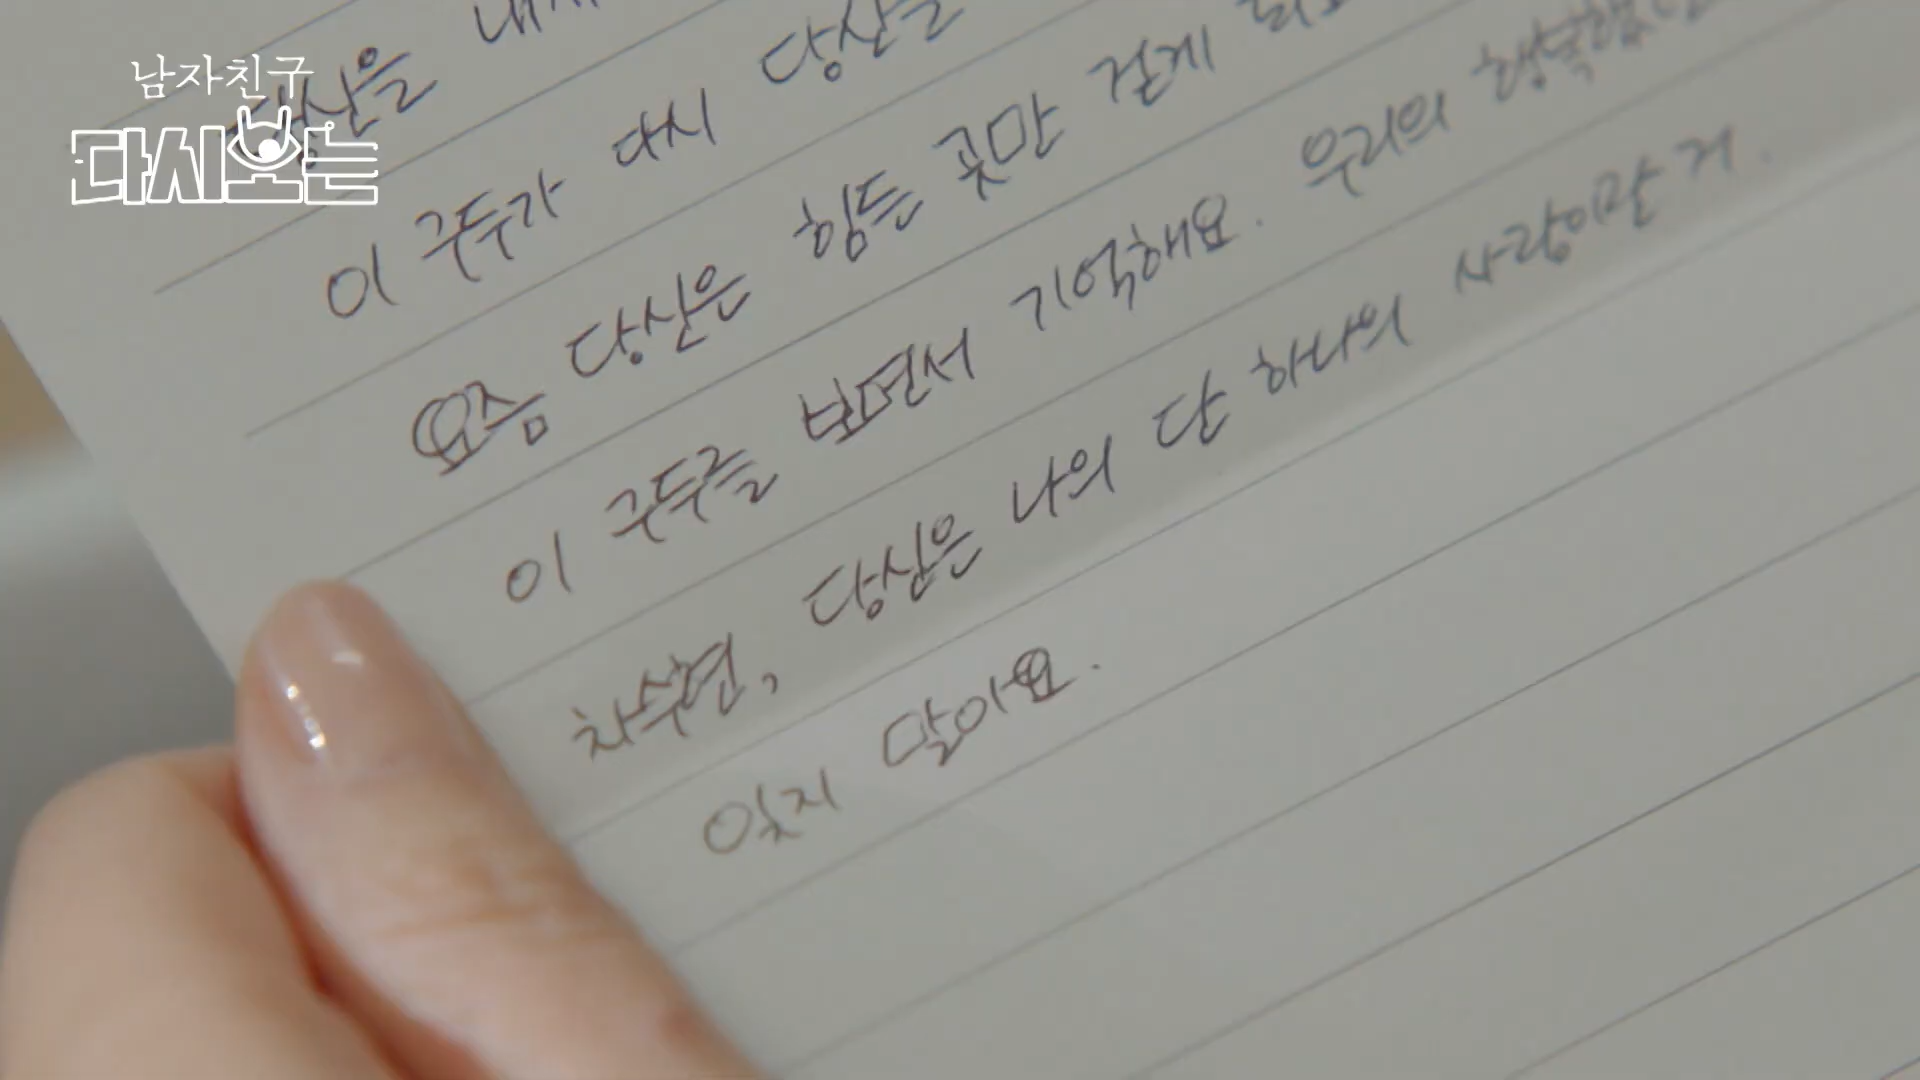 남자친구
다시보는
당신을
이 구두가 다시 당신을
요즘 당신은 힘든 곳만 걷게
이 구두를 보면서 기억해요. 우리의
차수현, 당신은 나의 단 하나의 사랑이란 거.
잊지 말아요.